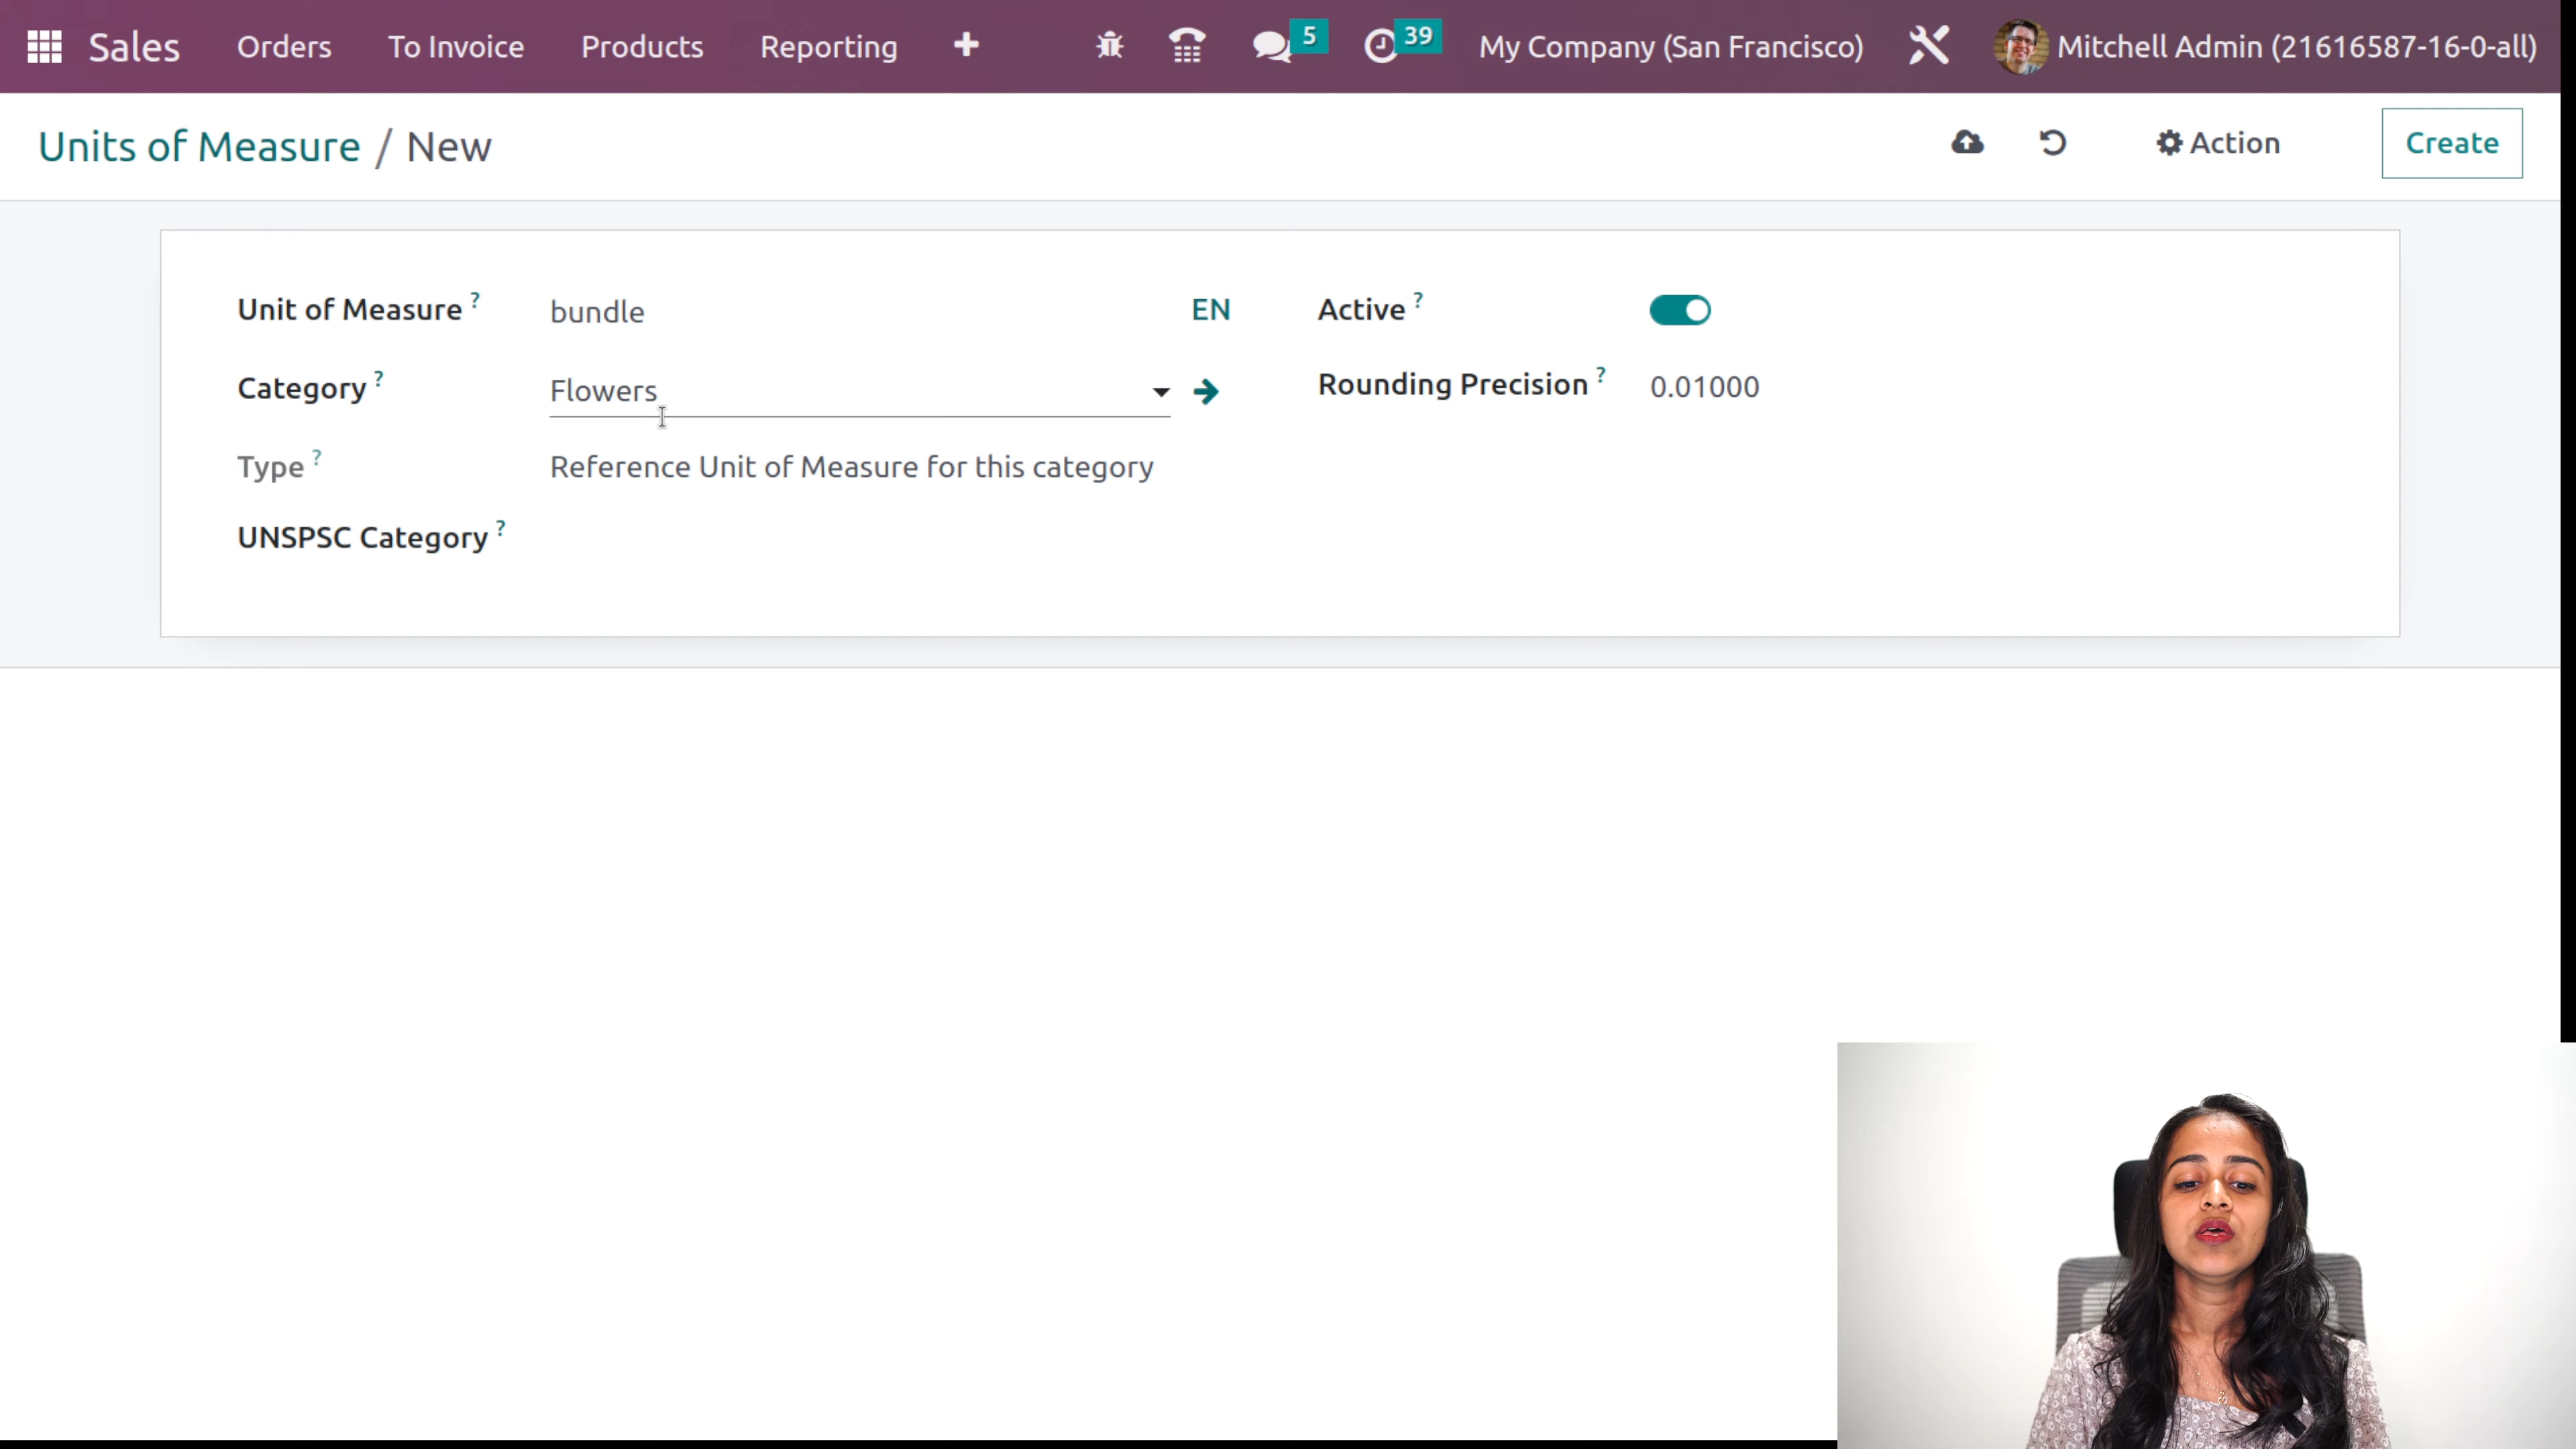 Sales Orders To Invoice Products Reporting + 5 39 My Company (San Francisco) Mitchell Admin (21616587-16-0-all)
Units of Measure / New Action Create
Unit of Measure ? bundle EN Active ?
Category ? Flowers Rounding Precision ? 0.01000
Type ? Reference Unit of Measure for this category
UNSPSC Category ?